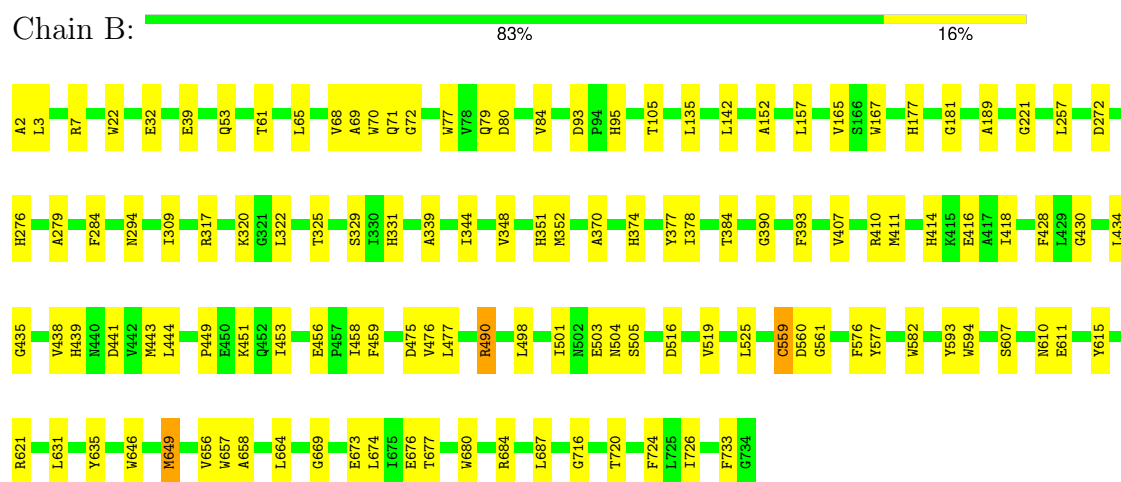 Chain B:
83% 16%
A2 L3 R7 W22 E32 E39 Q53 T61 L65 V68 A69 W70 Q71 G72 W77 V78 Q79 D80 V84 D93 P94 H95 T105 L135 L142 A152 L157 V165 S166 W167 H177 G181 A189 G221 L257 D272
H276 A279 F284 N294 I309 R317 K320 G321 L322 T325 S329 I330 H331 A339 I344 V348 H351 M352 A370 H374 Y377 I378 T384 G390 F393 V407 R410 M411 H414 K415 E416 A417 I418 F428 L429 G430 L434
G435 V438 H439 N440 D441 V442 M443 L444 P449 E450 K451 Q452 I453 E456 P457 I458 F459 D475 V476 L477 R490 L498 I501 N502 E503 N504 S505 D516 V519 L525 C559 D560 G561 F576 Y577 W582 Y593 W594 S607 N610 E611 Y615
R621 L631 Y635 W646 M649 V656 W657 A658 L664 G669 E673 L674 I675 E676 T677 W680 R684 L687 G716 T720 F724 L725 I726 F733 G734